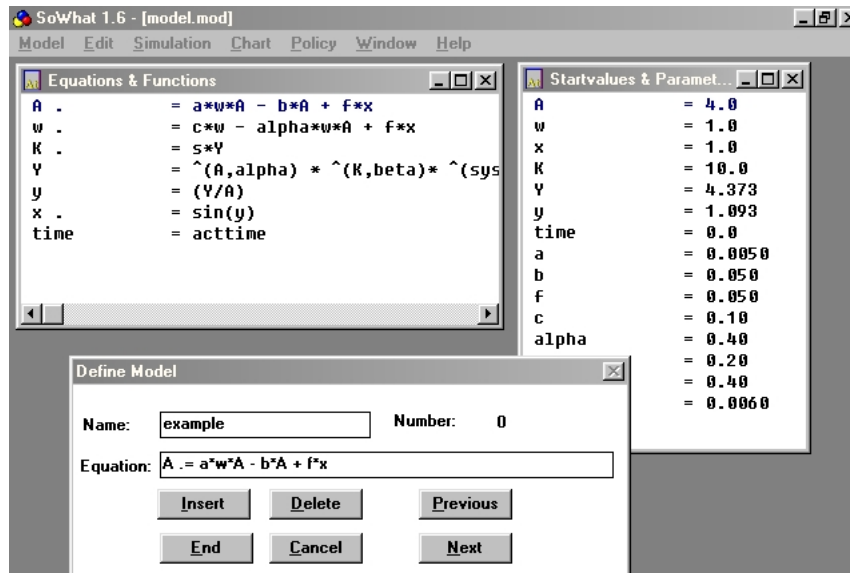 SoWhat 1.6 - [model.mod]
Model Edit Simulation Chart Policy Window Help
Equations & Functions
A . = a*w*A - b*A + f*x
w . = c*w - alpha*w*A + f*x
K . = s*Y
Y = ^(A,alpha) * ^(K,beta)* ^(sys
y = (Y/A)
x . = sin(y)
time = acttime
Startvalues & Paramet...
A = 4.0
w = 1.0
x = 1.0
K = 10.0
Y = 4.373
y = 1.093
time = 0.0
a = 0.0050
b = 0.050
f = 0.050
c = 0.10
alpha = 0.40
= 0.20
= 0.40
= 0.0060
Define Model
Name: example Number: 0
Equation: A .= a*w*A - b*A + f*x
Insert Delete Previous
End Cancel Next